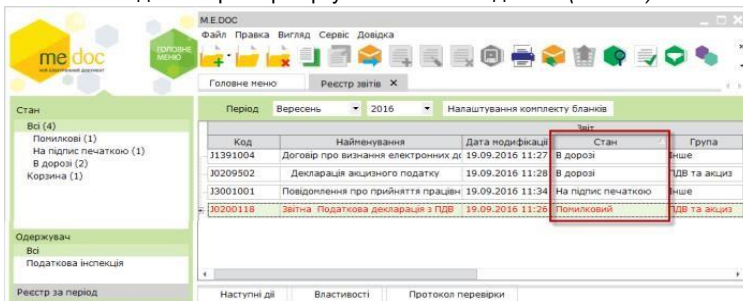 M.E.DOC
Файл Правка Вигляд Сервіс Довідка
me doc
мій електронний документ
ГОЛОВНЕ МЕНЮ
Головне меню Реєстр звітів X
Стан
Всі (4)
Помилкові (1)
На підпис печаткою (1)
В дорозі (2)
Корзина (1)
Одержувач
Всі
Податкова інспекція
Реєстр за період
Період Вересень 2016 Налаштування комплекту бланків
Звіт
Код Найменування Дата модифікації Стан Група
J1391004 Договір про визнання електронних до 19.09.2016 11:27 В дорозі Інше
J0209502 Декларація акцизного податку 19.09.2016 11:28 В дорозі ПДВ та акциз
J3001001 Повідомлення про прийняття працівн 19.09.2016 11:34 На підпис печаткою Інше
J0200118 Звітна Податкова декларація з ПДВ 19.09.2016 11:26 Помилковий ПДВ та акциз
Наступні дії Властивості Протокол перевірки